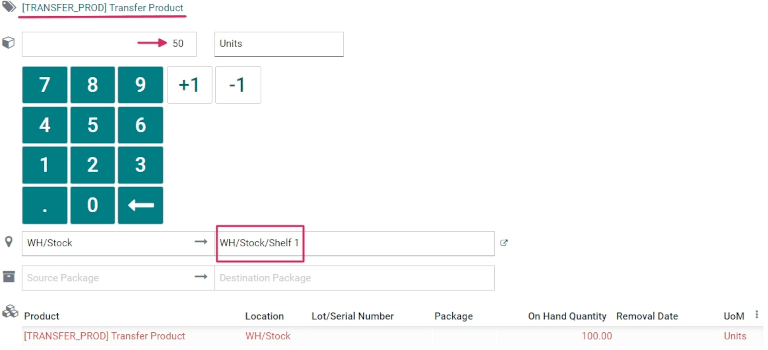 [TRANSFER_PROD] Transfer Product
50 Units
7 8 9 +1 -1
4 5 6
1 2 3
. 0
WH/Stock WH/Stock/Shelf 1
Source Package Destination Package
Product Location Lot/Serial Number Package On Hand Quantity Removal Date UoM
[TRANSFER_PROD] Transfer Product WH/Stock 100.00 Units